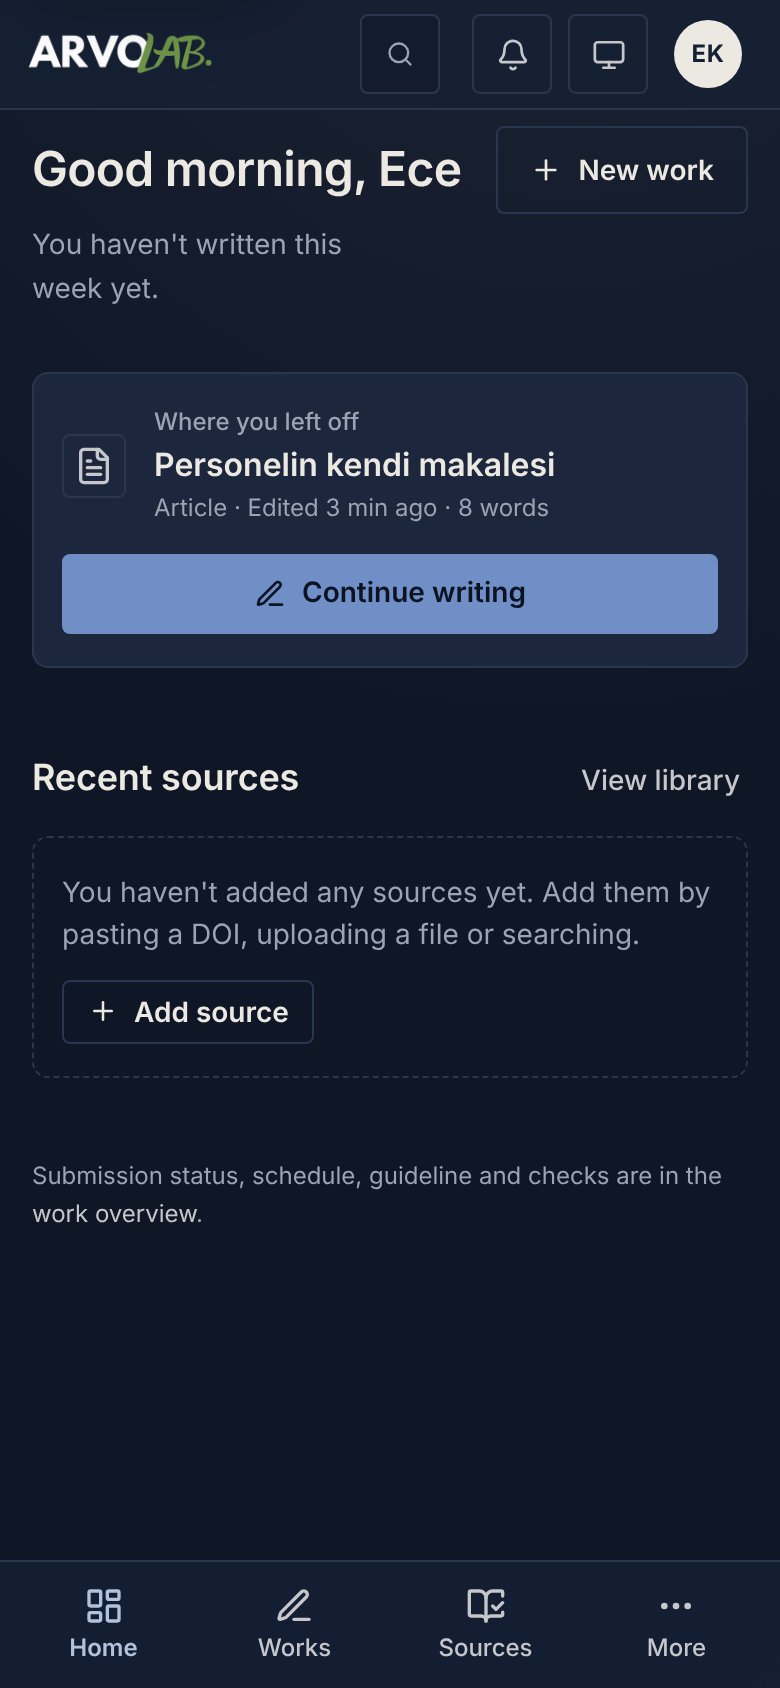 ARVOLAB.
EK
Good morning, Ece
New work
You haven't written this
week yet.
Where you left off
Personelin kendi makalesi
Article · Edited 3 min ago · 8 words
Continue writing
Recent sources
View library
You haven't added any sources yet. Add them by
pasting a DOI, uploading a file or searching.
Add source
Submission status, schedule, guideline and checks are in the
work overview.
Home
Works
Sources
More